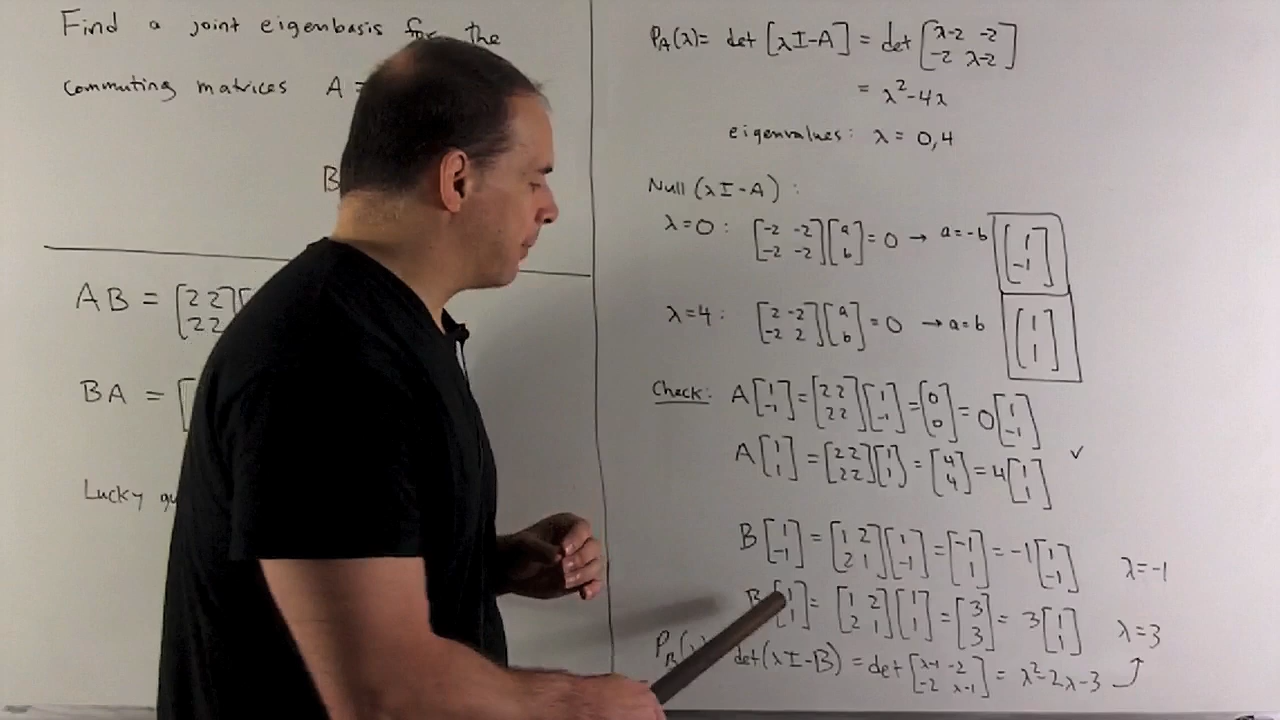 Find a joint eigenbasis for the
commuting matrices A =
B
AB = [2 2; 2 2][
BA = [
Lucky
P_A(λ) = det [λI-A] = det [λ-2 -2; -2 λ-2]
= λ²-4λ
eigenvalues: λ = 0,4
Null (λI-A) :
λ=0 : [-2 -2; -2 -2][a; b] = 0 → a=-b [1; -1]
λ=4 : [2 -2; -2 2][a; b] = 0 → a=b [1; 1]
Check: A[1; -1] = [2 2; 2 2][1; -1] = [0; 0] = 0[1; -1]
A[1; 1] = [2 2; 2 2][1; 1] = [4; 4] = 4[1; 1] ✓
B[1; -1] = [1 2; 2 1][1; -1] = [-1; 1] = -1[1; -1] λ=-1
B[1; 1] = [1 2; 2 1][1; 1] = [3; 3] = 3[1; 1] λ=3
P_B(λ) det(λI-B) = det [λ-1 -2; -2 λ-1] = λ²-2λ-3